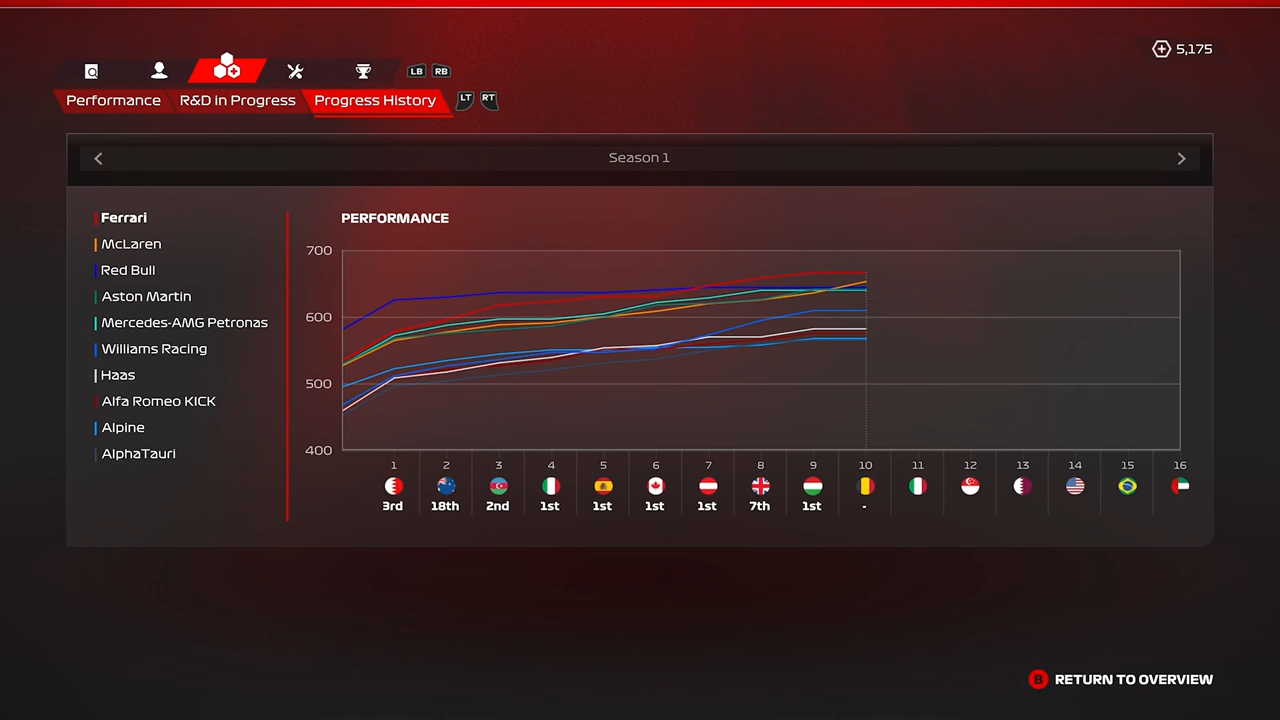 5,175
LB RB
Performance R&D in Progress Progress History LT RT
Season 1
Ferrari
McLaren
Red Bull
Aston Martin
Mercedes-AMG Petronas
Williams Racing
Haas
Alfa Romeo KICK
Alpine
AlphaTauri
PERFORMANCE
700
600
500
400
1 2 3 4 5 6 7 8 9 10 11 12 13 14 15 16
3rd 18th 2nd 1st 1st 1st 1st 7th 1st -
B RETURN TO OVERVIEW